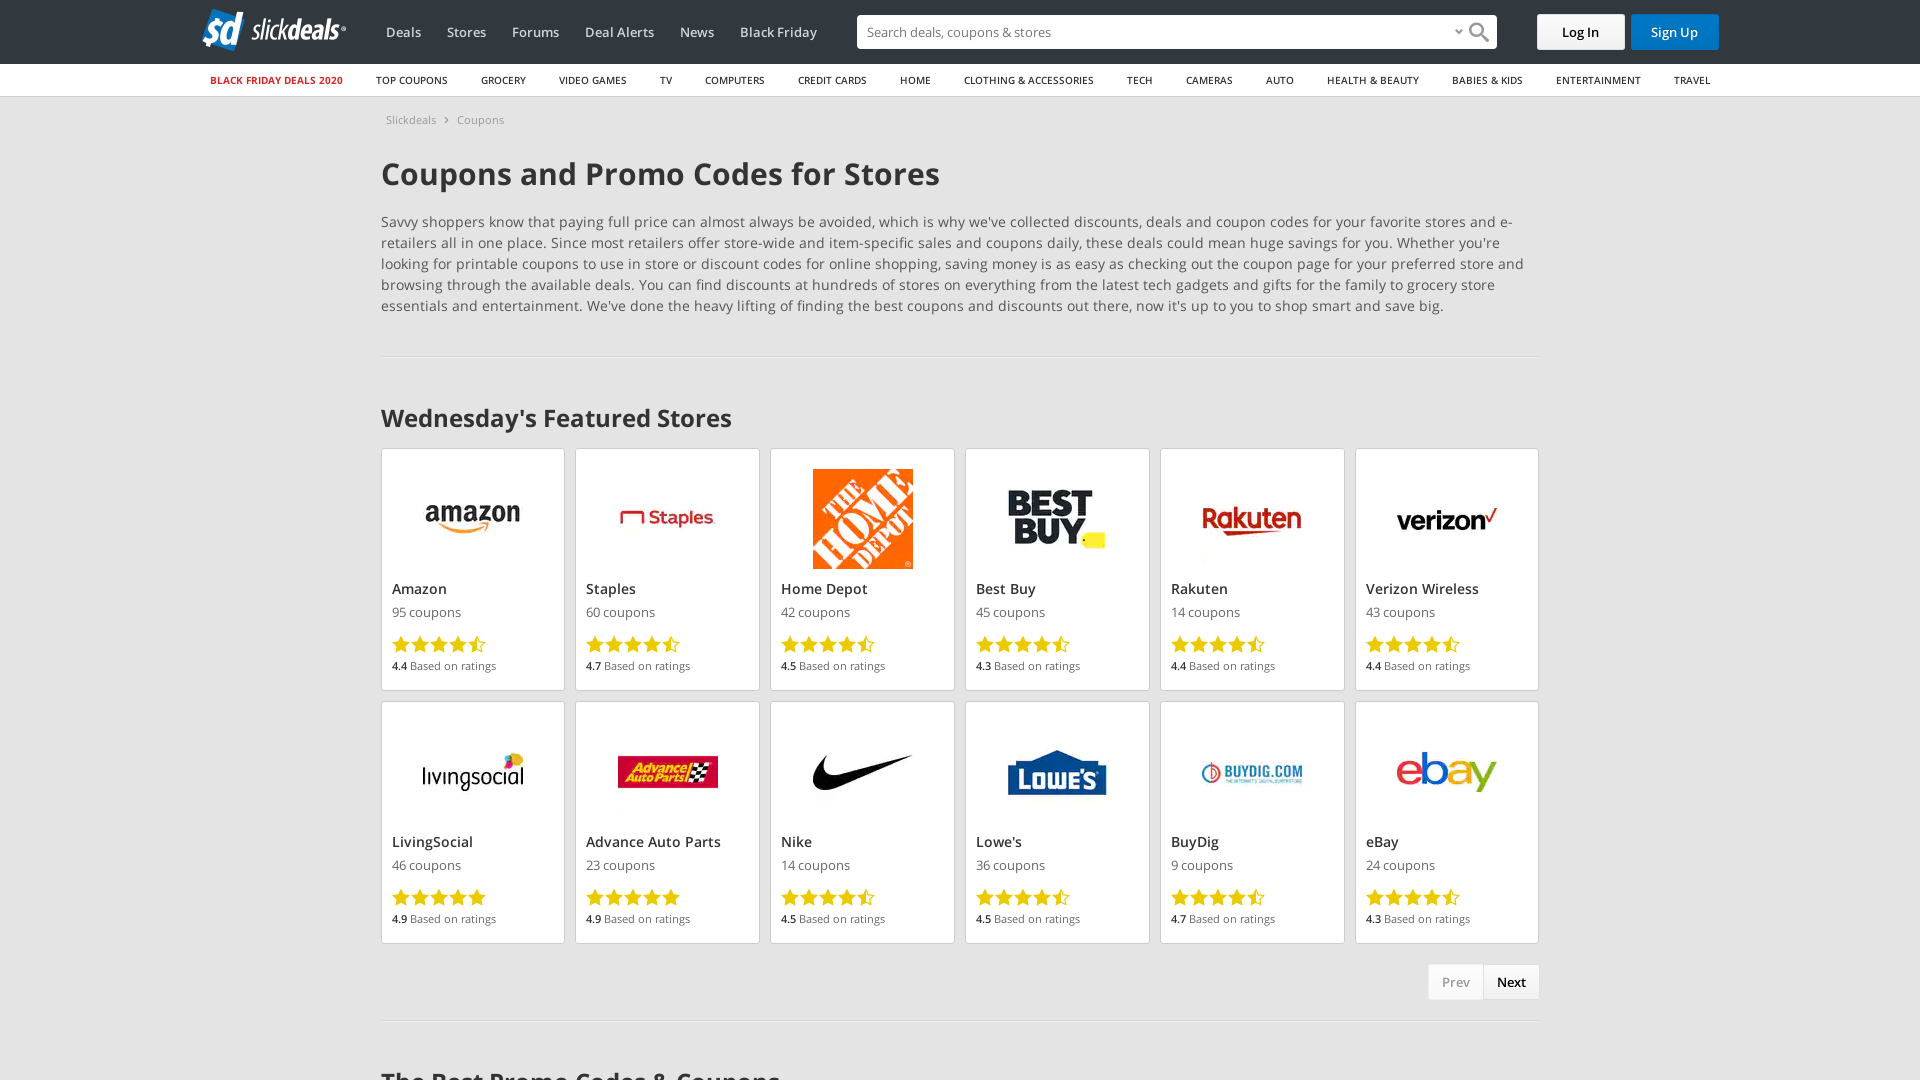 sd slickdeals
Deals Stores Forums Deal Alerts News Black Friday
Search deals, coupons & stores
Log In Sign Up
BLACK FRIDAY DEALS 2020 TOP COUPONS GROCERY VIDEO GAMES TV COMPUTERS CREDIT CARDS HOME CLOTHING & ACCESSORIES TECH CAMERAS AUTO HEALTH & BEAUTY BABIES & KIDS ENTERTAINMENT TRAVEL
Slickdeals › Coupons
Coupons and Promo Codes for Stores
Savvy shoppers know that paying full price can almost always be avoided, which is why we've collected discounts, deals and coupon codes for your favorite stores and e-
retailers all in one place. Since most retailers offer store-wide and item-specific sales and coupons daily, these deals could mean huge savings for you. Whether you're
looking for printable coupons to use in store or discount codes for online shopping, saving money is as easy as checking out the coupon page for your preferred store and
browsing through the available deals. You can find discounts at hundreds of stores on everything from the latest tech gadgets and gifts for the family to grocery store
essentials and entertainment. We've done the heavy lifting of finding the best coupons and discounts out there, now it's up to you to shop smart and save big.
Wednesday's Featured Stores
amazon
Amazon
95 coupons
4.4 Based on ratings
Staples
Staples
60 coupons
4.7 Based on ratings
THE HOME DEPOT
Home Depot
42 coupons
4.5 Based on ratings
BEST BUY
Best Buy
45 coupons
4.3 Based on ratings
Rakuten
Rakuten
14 coupons
4.4 Based on ratings
verizon
Verizon Wireless
43 coupons
4.4 Based on ratings
livingsocial
LivingSocial
46 coupons
4.9 Based on ratings
Advance Auto Parts
Advance Auto Parts
23 coupons
4.9 Based on ratings
Nike
14 coupons
4.5 Based on ratings
LOWE'S
Lowe's
36 coupons
4.5 Based on ratings
BUYDIG.COM
THE INTERNET'S DIGITAL SUPERSTORE
BuyDig
9 coupons
4.7 Based on ratings
ebay
eBay
24 coupons
4.3 Based on ratings
Prev Next
The Best Promo Codes & Coupons